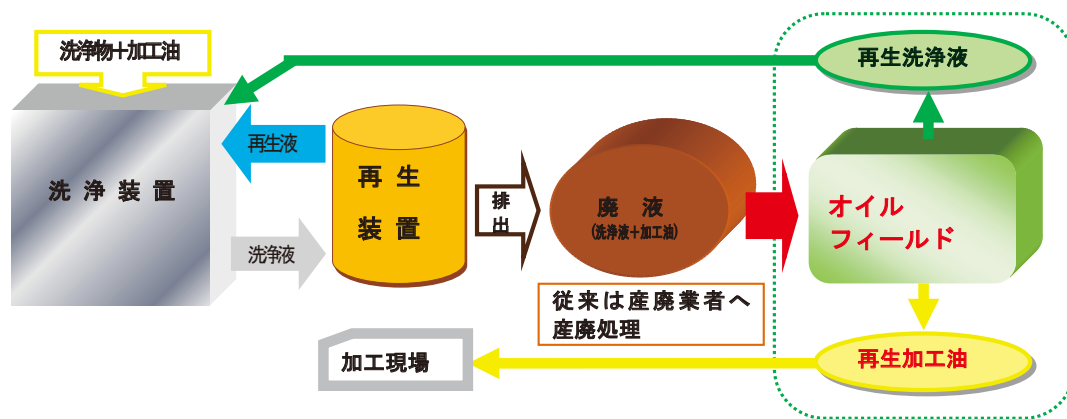 洗浄物＋加工油
再生洗浄液
再生液
洗浄装置
再生
装置
排
出
廃液
(洗浄液＋加工油)
オイル
フィールド
洗浄液
従来は産廃業者へ
産廃処理
加工現場
再生加工油